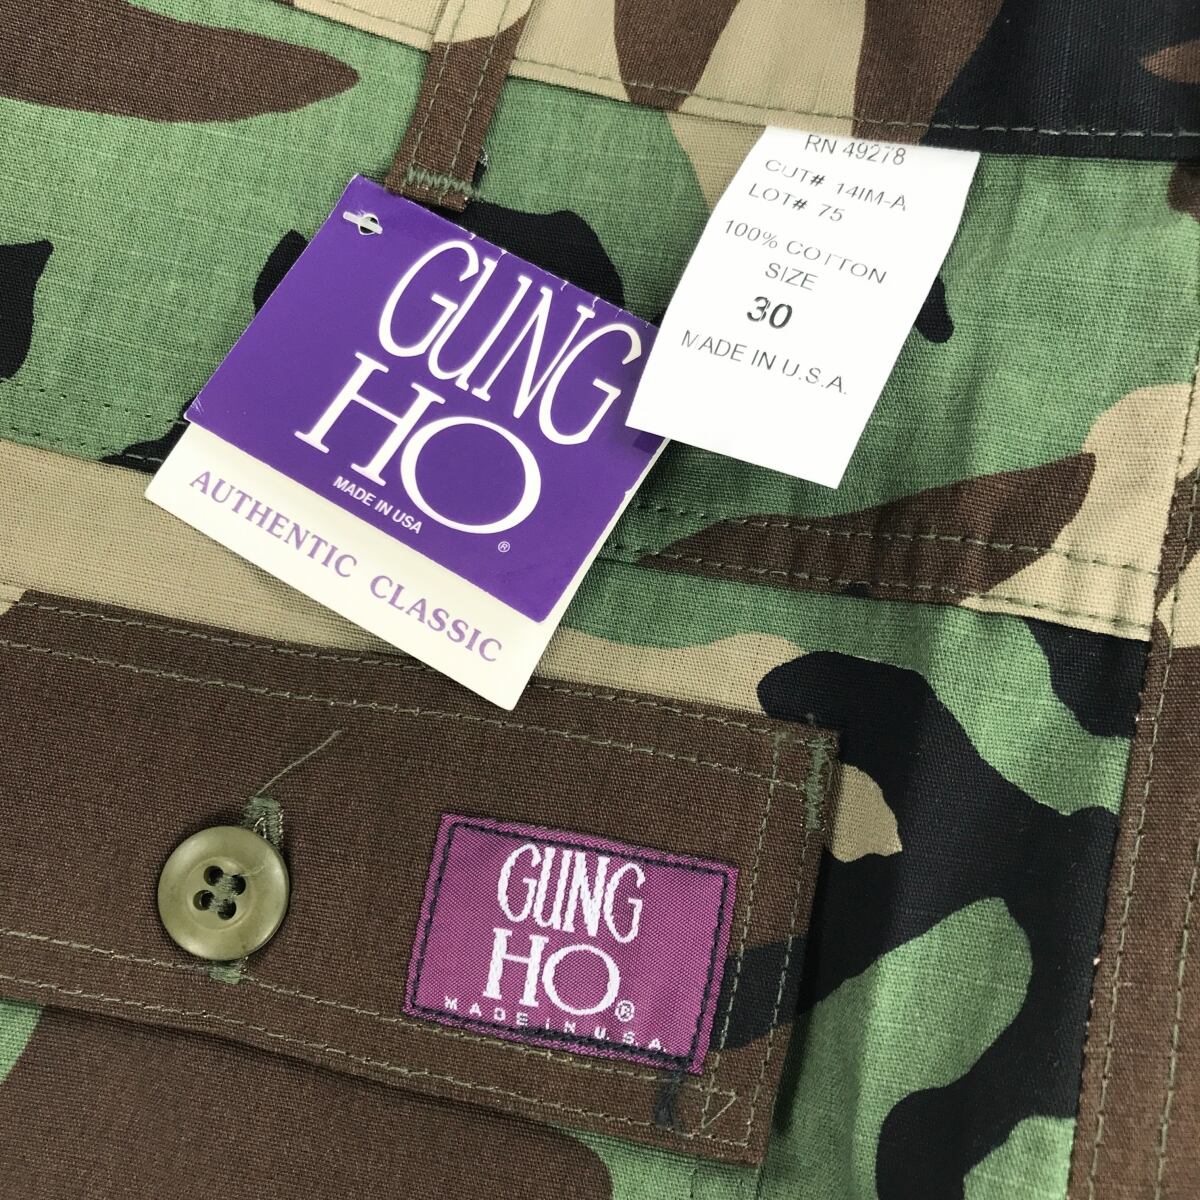 RN 49278
CUT# 14IM-A
LOT# 75
100% COTTON
SIZE
30
MADE IN U.S.A.
GUNG
HO
MADE IN USA
®
AUTHENTIC CLASSIC
GUNG
HO®
MADE IN U.S.A.